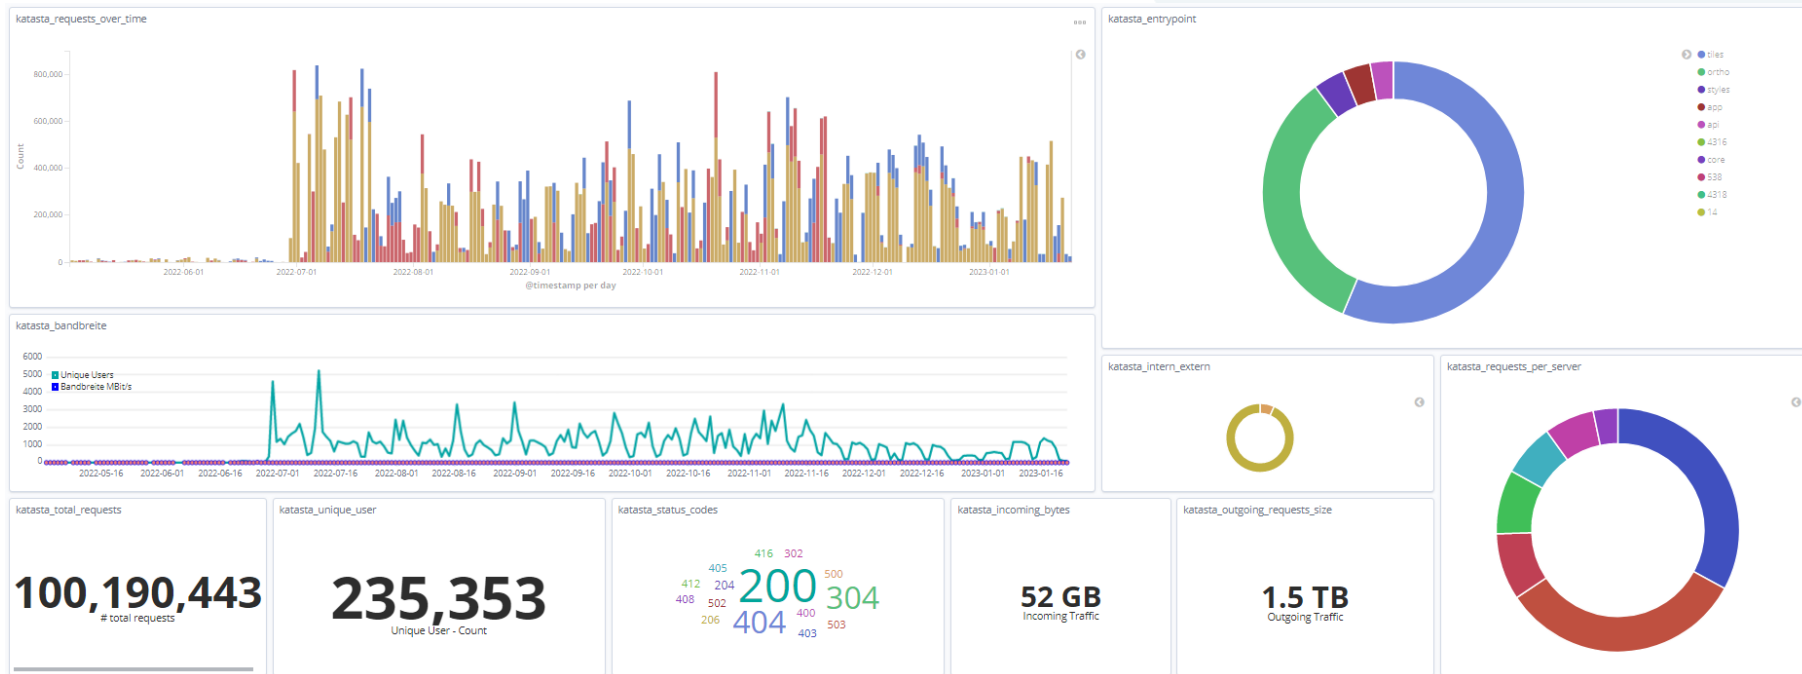 katasta_requests_over_time
800,000
600,000
400,000
200,000
0
Count
2022-06-01
2022-07-01
2022-08-01
2022-09-01
2022-10-01
2022-11-01
2022-12-01
2023-01-01
@timestamp per day
katasta_entrypoint
tiles
ortho
styles
app
api
4316
core
538
4318
14
katasta_bandbreite
6000
5000
4000
3000
2000
1000
0
Unique Users
Bandbreite MBit/s
2022-05-16
2022-06-01
2022-06-16
2022-07-01
2022-07-16
2022-08-01
2022-08-16
2022-09-01
2022-09-16
2022-10-01
2022-10-16
2022-11-01
2022-11-16
2022-12-01
2022-12-16
2023-01-01
2023-01-16
katasta_intern_extern
katasta_requests_per_server
katasta_total_requests
100,190,443
# total requests
katasta_unique_user
235,353
Unique User - Count
katasta_status_codes
416 302
405
500
412 204 200 304
408 502
400
206 404 503
403
katasta_incoming_bytes
52 GB
Incoming Traffic
katasta_outgoing_requests_size
1.5 TB
Outgoing Traffic